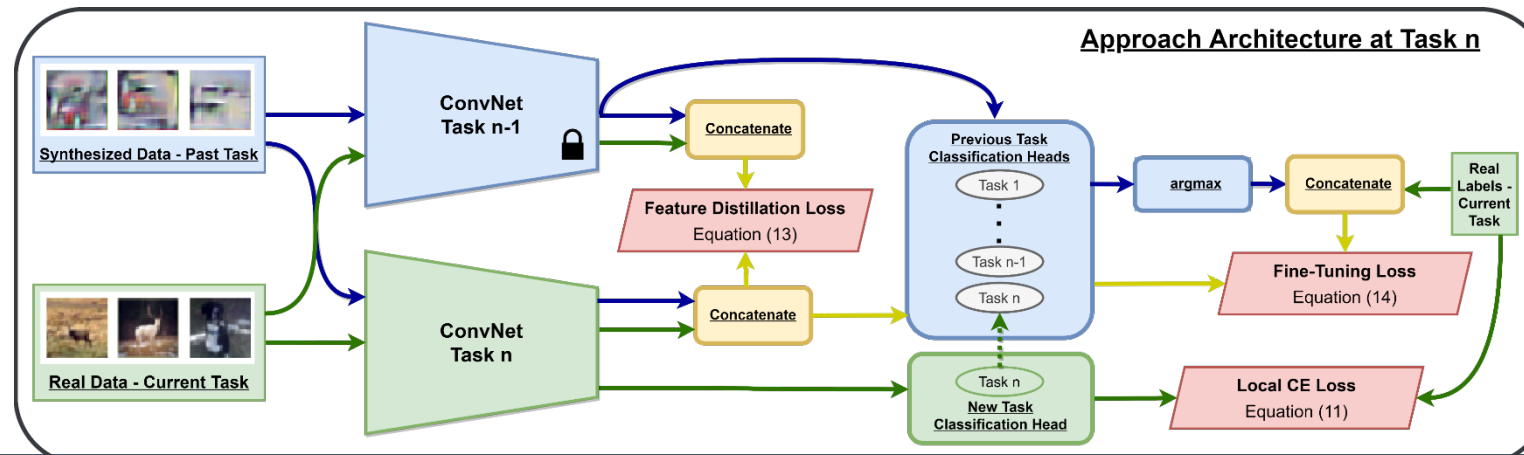 Approach Architecture at Task n
Synthesized Data - Past Task
ConvNet
Task n-1
Concatenate
Feature Distillation Loss
Equation (13)
Previous Task
Classification Heads
Task 1
Task n-1
Task n
argmax
Concatenate
Real
Labels -
Current
Task
Fine-Tuning Loss
Equation (14)
Real Data - Current Task
ConvNet
Task n
Concatenate
Task n
New Task
Classification Head
Local CE Loss
Equation (11)